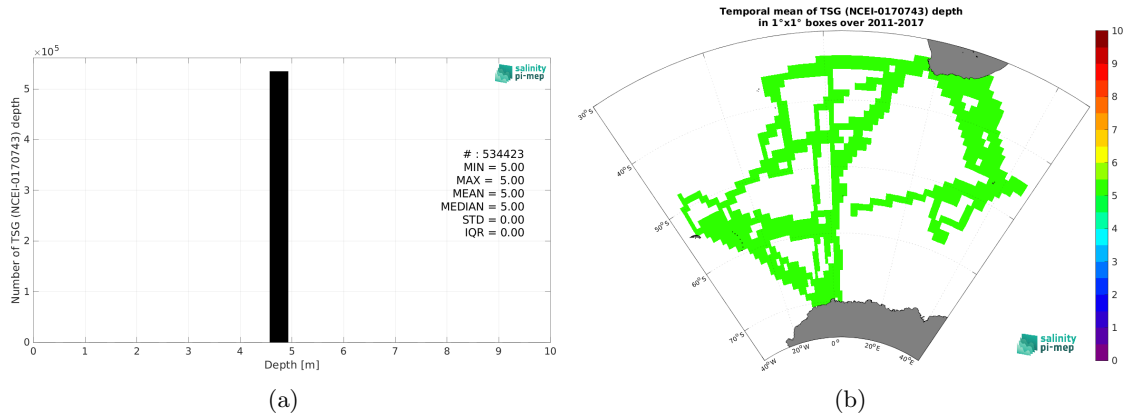 ×10⁵
5
4
3
2
1
0
0 1 2 3 4 5 6 7 8 9 10
Number of TSG (NCEI-0170743) depth
Depth [m]
salinity
pi-mep
# : 534423
MIN = 5.00
MAX = 5.00
MEAN = 5.00
MEDIAN = 5.00
STD = 0.00
IQR = 0.00
(a)
Temporal mean of TSG (NCEI-0170743) depth
in 1°x1° boxes over 2011-2017
30°S
40°S
50°S
60°S
70°S
40°W
20°W
0°
20°E
40°E
salinity
pi-mep
10
9
8
7
6
5
4
3
2
1
0
(b)